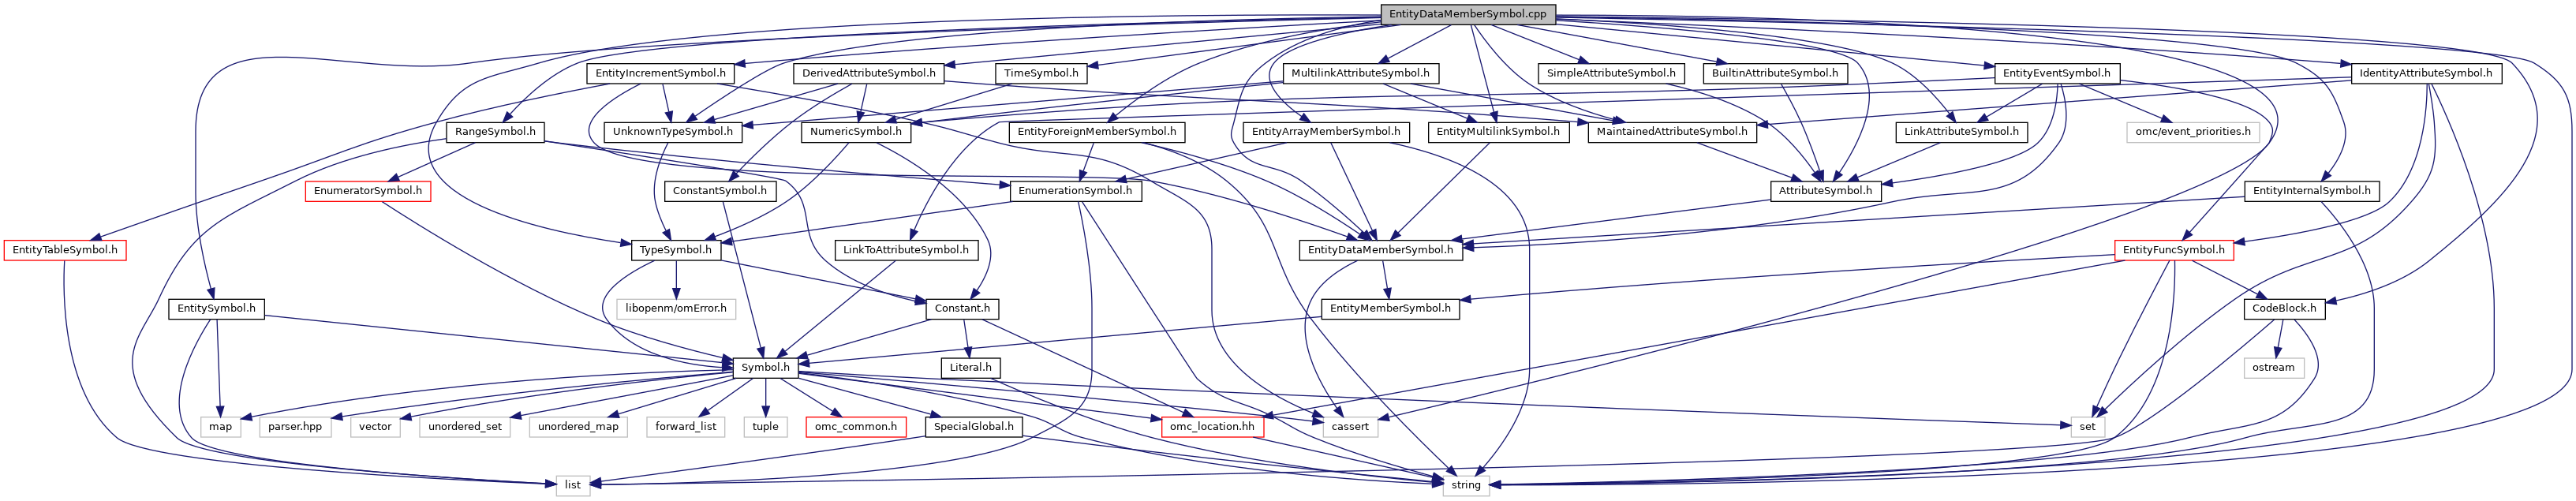 EntityDataMemberSymbol.cpp
EntityIncrementSymbol.h
DerivedAttributeSymbol.h
TimeSymbol.h
MultilinkAttributeSymbol.h
SimpleAttributeSymbol.h
BuiltinAttributeSymbol.h
EntityEventSymbol.h
IdentityAttributeSymbol.h
RangeSymbol.h
UnknownTypeSymbol.h
NumericSymbol.h
EntityForeignMemberSymbol.h
EntityArrayMemberSymbol.h
EntityMultilinkSymbol.h
MaintainedAttributeSymbol.h
LinkAttributeSymbol.h
omc/event_priorities.h
EnumeratorSymbol.h
ConstantSymbol.h
EnumerationSymbol.h
AttributeSymbol.h
EntityInternalSymbol.h
EntityTableSymbol.h
TypeSymbol.h
LinkToAttributeSymbol.h
EntityDataMemberSymbol.h
EntityFuncSymbol.h
EntitySymbol.h
libopenm/omError.h
Constant.h
EntityMemberSymbol.h
CodeBlock.h
Symbol.h
Literal.h
ostream
map
parser.hpp
vector
unordered_set
unordered_map
forward_list
tuple
omc_common.h
SpecialGlobal.h
omc_location.hh
cassert
set
list
string